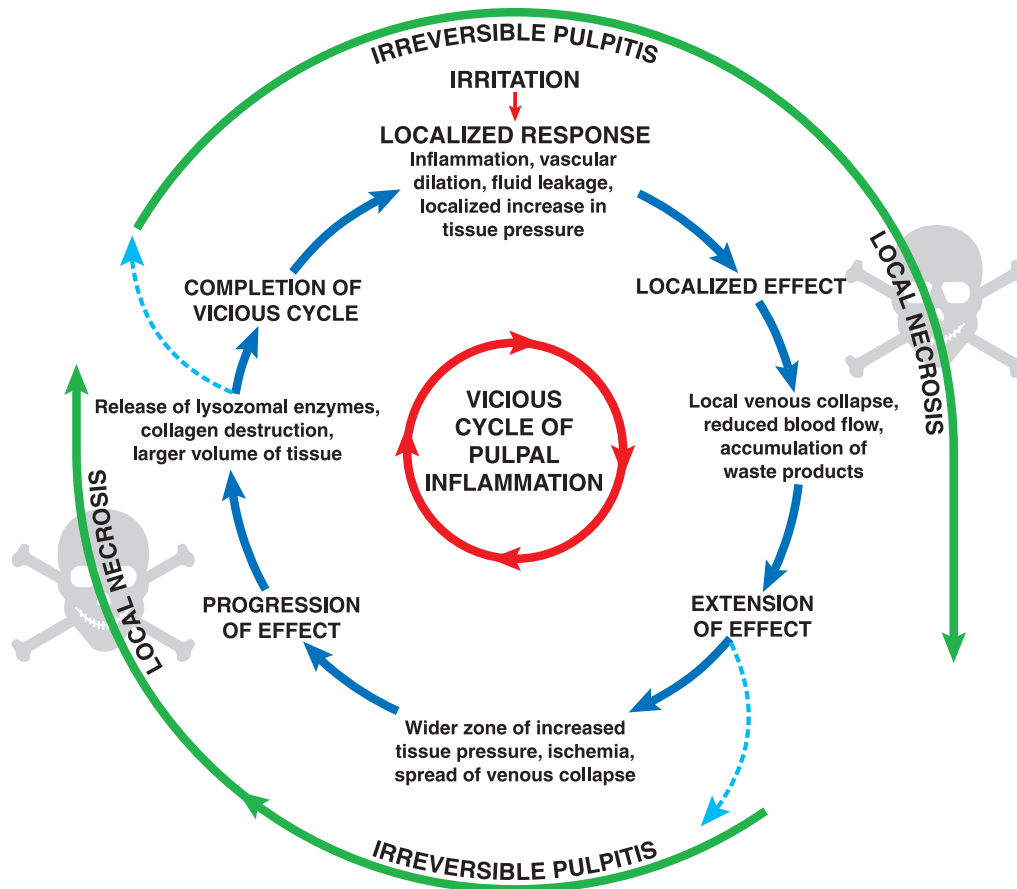 IRREVERSIBLE PULPITIS
IRRITATION
LOCALIZED RESPONSE
Inflammation, vascular
dilation, fluid leakage,
localized increase in
tissue pressure
LOCALIZED EFFECT
LOCAL NECROSIS
Local venous collapse,
reduced blood flow,
accumulation of
waste products
EXTENSION
OF EFFECT
Wider zone of increased
tissue pressure, ischemia,
spread of venous collapse
IRREVERSIBLE PULPITIS
PROGRESSION
OF EFFECT
LOCAL NECROSIS
Release of lysozomal enzymes,
collagen destruction,
larger volume of tissue
COMPLETION OF
VICIOUS CYCLE
VICIOUS
CYCLE OF
PULPAL
INFLAMMATION